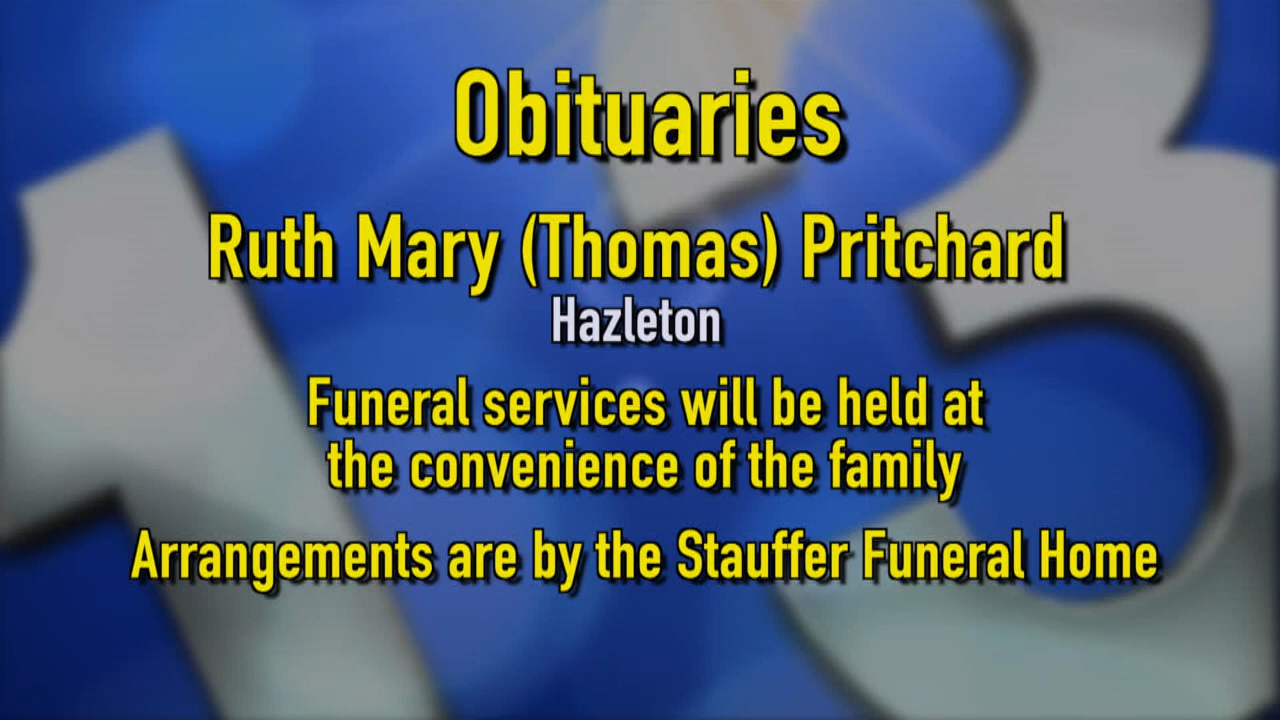 Obituaries
Ruth Mary (Thomas) Pritchard
Hazleton
Funeral services will be held at
the convenience of the family
Arrangements are by the Stauffer Funeral Home
13